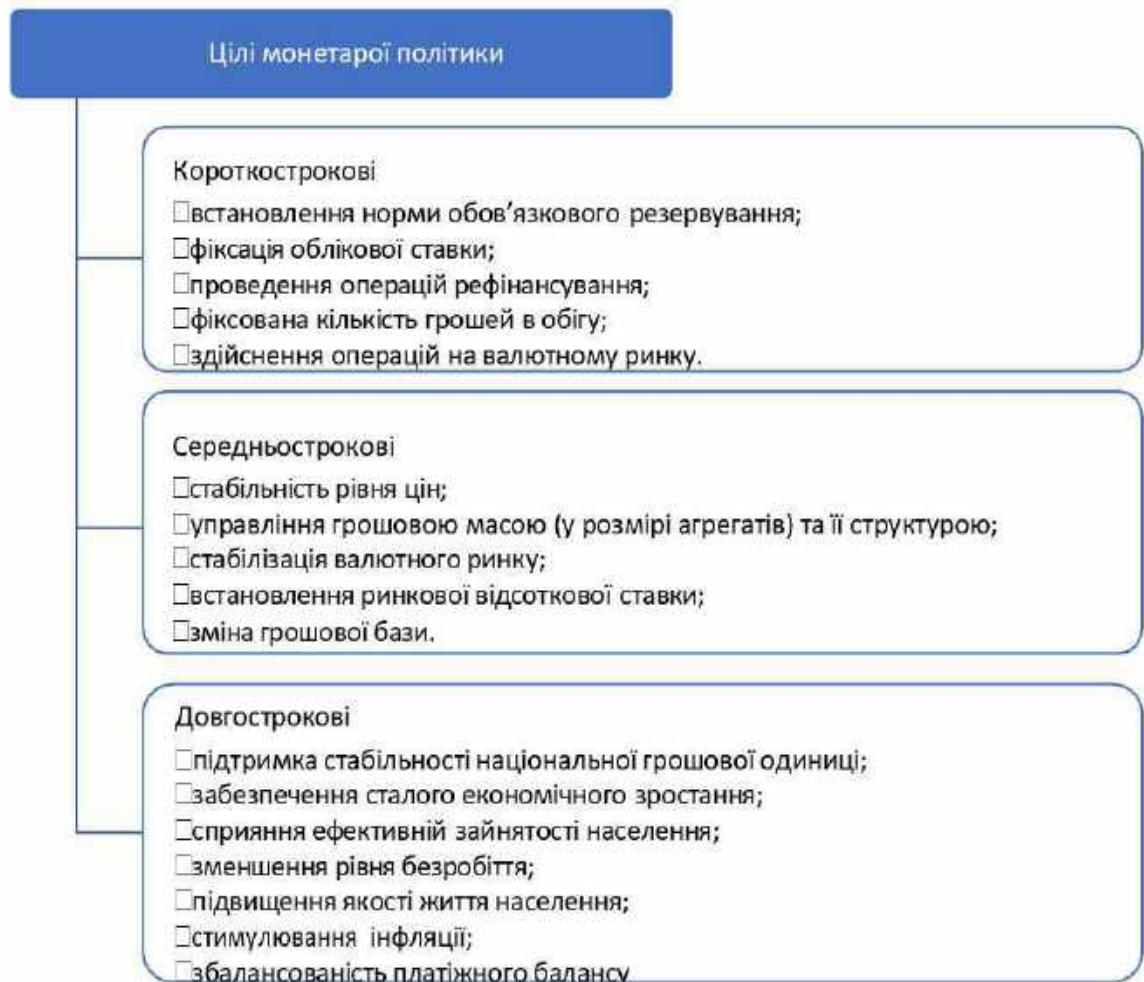 Цілі монетарої політики
Короткострокові
□встановлення норми обов’язкового резервування;
□фіксація облікової ставки;
□проведення операцій рефінансування;
□фіксована кількість грошей в обігу;
□здійснення операцій на валютному ринку.
Середньострокові
□стабільність рівня цін;
□управління грошовою масою (у розмірі агрегатів) та її структурою;
□стабілізація валютного ринку;
□встановлення ринкової відсоткової ставки;
□зміна грошової бази.
Довгострокові
□підтримка стабільності національної грошової одиниці;
□забезпечення сталого економічного зростання;
□сприяння ефективній зайнятості населення;
□зменшення рівня безробіття;
□підвищення якості життя населення;
□стимулювання інфляції;
□збалансованість платіжного балансу